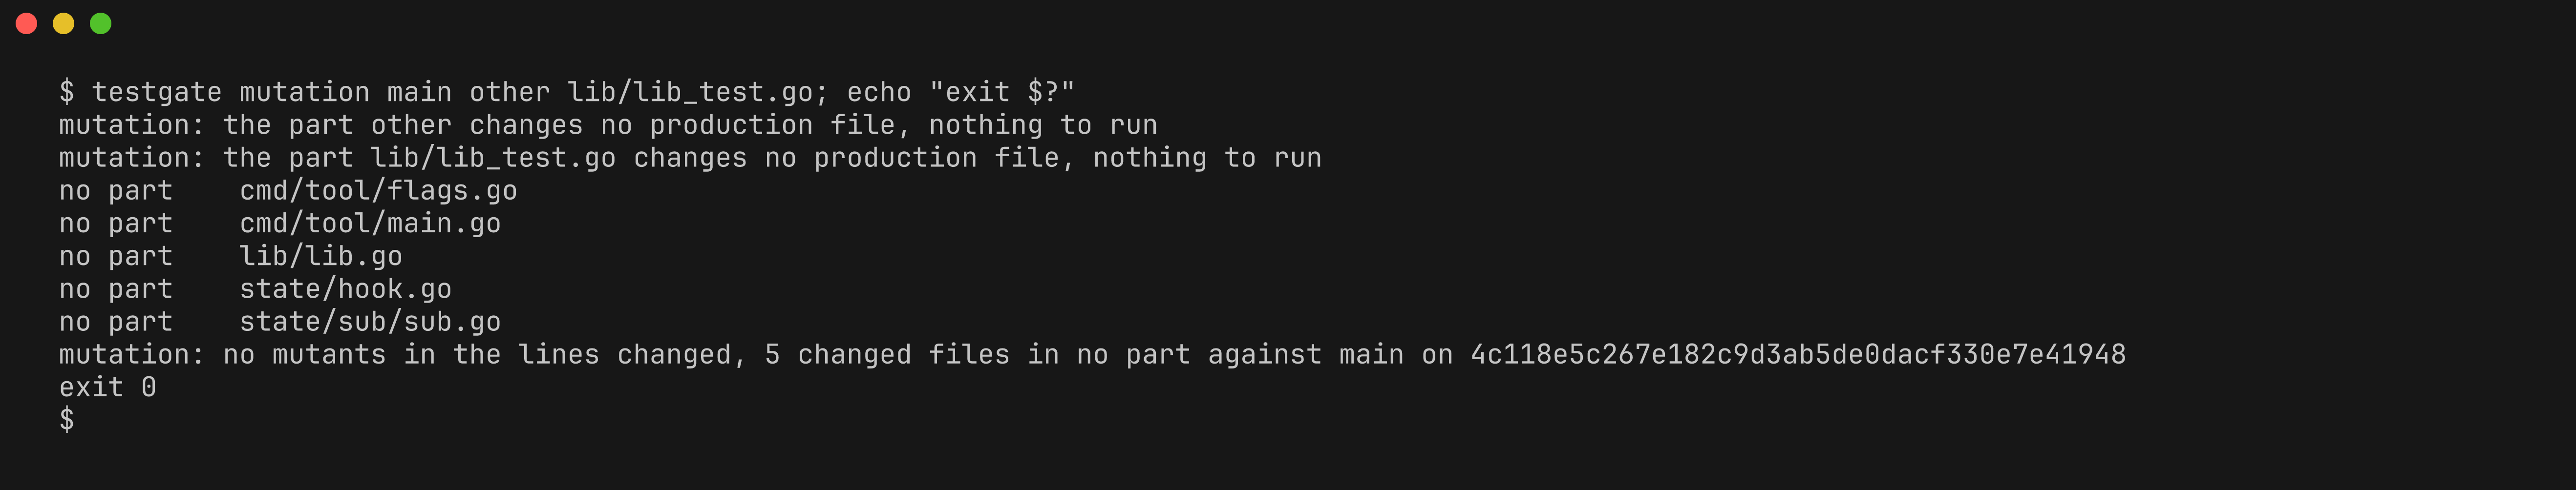 $ testgate mutation main other lib/lib_test.go; echo "exit $?"
mutation: the part other changes no production file, nothing to run
mutation: the part lib/lib_test.go changes no production file, nothing to run
no part    cmd/tool/flags.go
no part    cmd/tool/main.go
no part    lib/lib.go
no part    state/hook.go
no part    state/sub/sub.go
mutation: no mutants in the lines changed, 5 changed files in no part against main on 4c118e5c267e182c9d3ab5de0dacf330e7e41948
exit 0
$